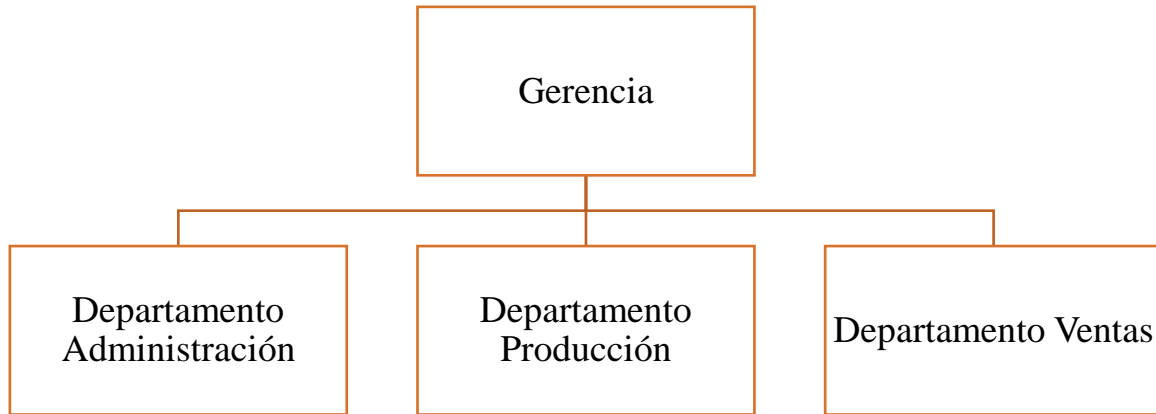 Gerencia
Departamento
Administración
Departamento
Producción
Departamento Ventas